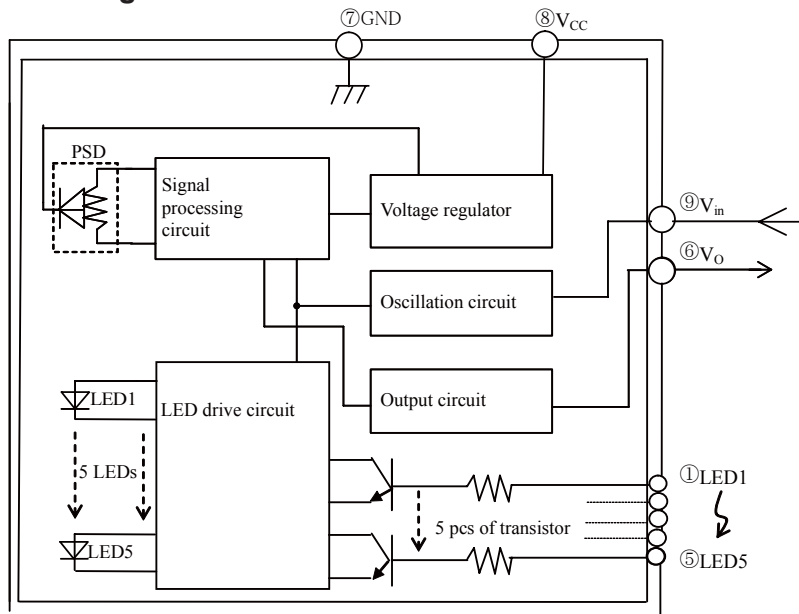 ⑦GND
⑧VCC
PSD
Signal
processing
circuit
Voltage regulator
⑨Vin
⑥VO
Oscillation circuit
Output circuit
LED1
LED drive circuit
5 LEDs
①LED1
5 pcs of transistor
LED5
⑤LED5